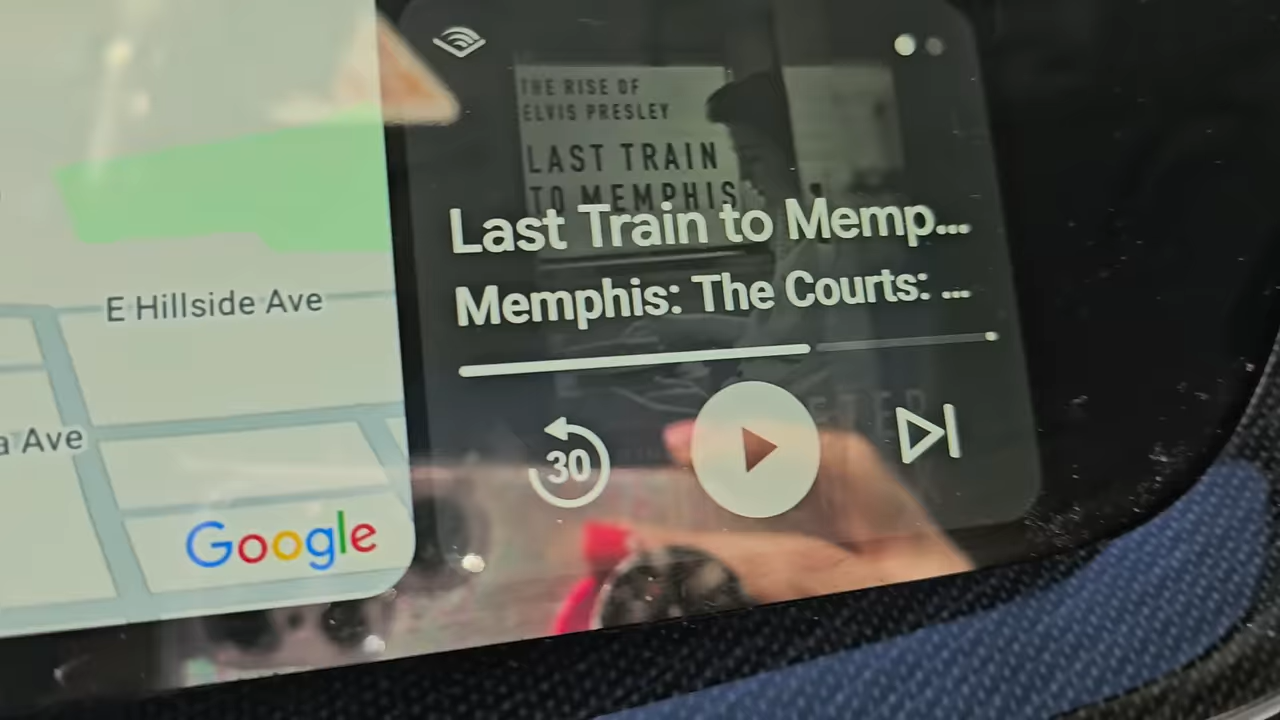 E Hillside Ave
a Ave
Google
THE RISE OF
ELVIS PRESLEY
LAST TRAIN
TO MEMPHIS
Last Train to Memp...
Memphis: The Courts: ...
30